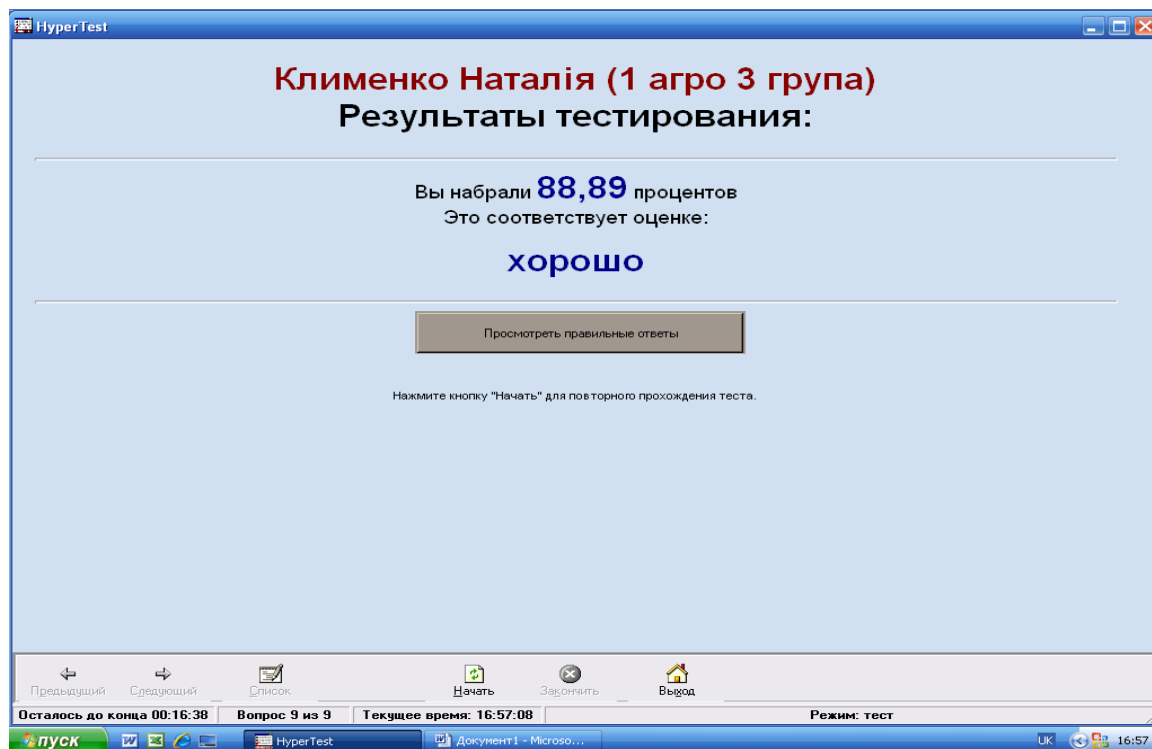 HyperTest
Клименко Наталія (1 агро 3 група)
Результаты тестирования:
Вы набрали 88,89 процентов
Это соответствует оценке:
хорошо
Просмотреть правильные ответы
Нажмите кнопку "Начать" для повторного прохождения теста.
Предыдущий Следующий Список Начать Закончить Выход
Осталось до конца 00:16:38 Вопрос 9 из 9 Текущее время: 16:57:08 Режим: тест
пуск HyperTest Документ1 - Microso... UK 16:57